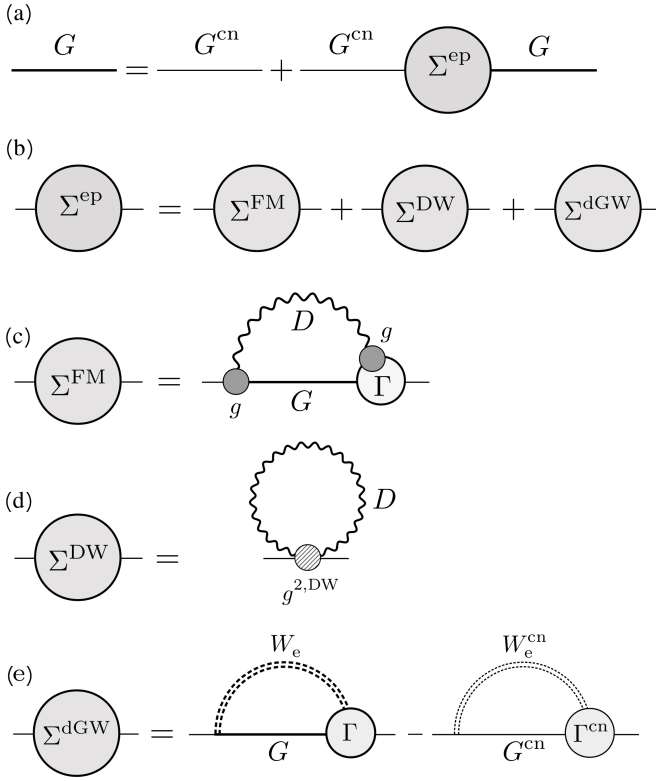 (a)
G = G^cn + G^cn Σ^ep G
(b)
Σ^ep = Σ^FM + Σ^DW + Σ^dGW
(c)
D
g
Σ^FM = Γ
g G
(d)
D
Σ^DW =
g^2,DW
(e)
W_e W_e^cn
Σ^dGW = Γ − Γ^cn
G G^cn